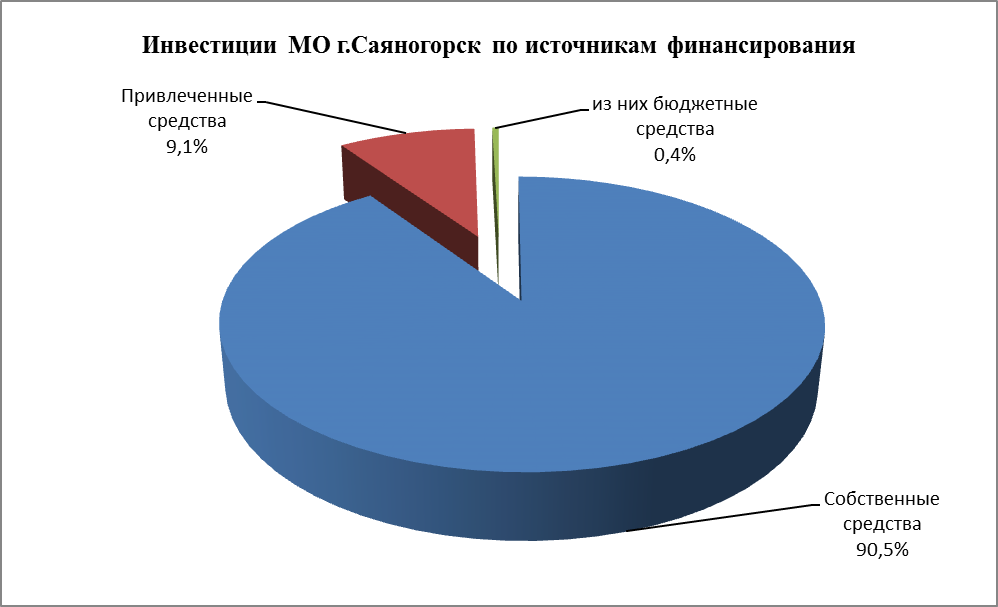 Инвестиции МО г.Саяногорск по источникам финансирования
Привлеченные
средства
9,1%
из них бюджетные
средства
0,4%
Собственные
средства
90,5%